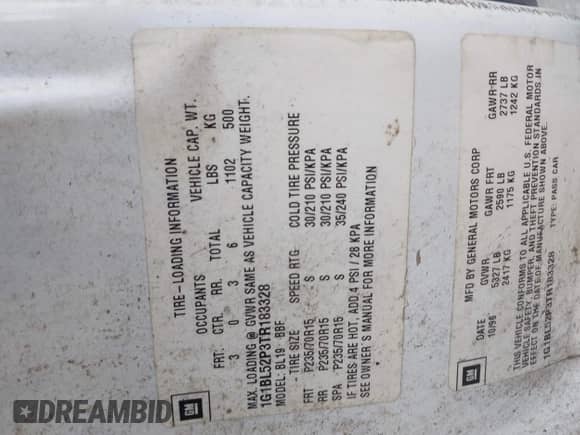 TIRE-LOADING INFORMATION
OCCUPANTS VEHICLE CAP. WT.
FRT. CTR. RR. TOTAL LBS KG
3 0 3 6 1102 500
MAX. LOADING @ GVWR SAME AS VEHICLE CAPACITY WEIGHT.
1G1BL52P3TR183328
MODEL: BL19 BBF
TIRE SIZE SPEED RTG COLD TIRE PRESSURE
FRT P235/70R15 S 30/210 PSI/KPA
RR P235/70R15 S 30/210 PSI/KPA
SPA P235/70R15 S 35/240 PSI/KPA
IF TIRES ARE HOT, ADD 4 PSI / 28 KPA
SEE OWNER S MANUAL FOR MORE INFORMATION
GM
MFD BY GENERAL MOTORS CORP
DATE GVWR GAWR FRT GAWR-RR
10/96 5327 LB 2590 LB 2737 LB
2417 KG 1175 KG 1242 KG
THIS VEHICLE CONFORMS TO ALL APPLICABLE U.S. FEDERAL MOTOR
VEHICLE SAFETY, BUMPER, AND THEFT PREVENTION STANDARDS IN
EFFECT ON THE DATE OF MANUFACTURE SHOWN ABOVE.
1G1BL52P3TR183328 TYPE: PASS CAR
GM
DREAMBID.com